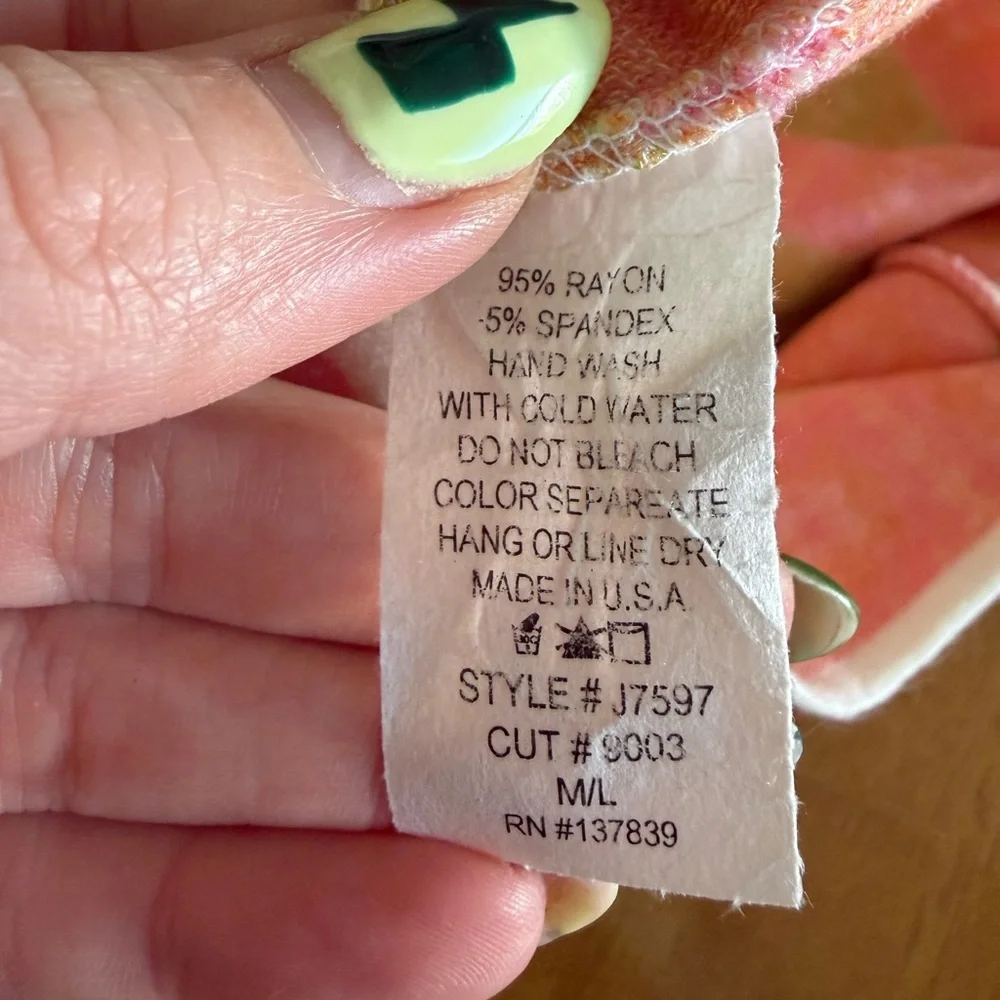 95% RAYON
5% SPANDEX
HAND WASH
WITH COLD WATER
DO NOT BLEACH
COLOR SEPAREATE
HANG OR LINE DRY
MADE IN U.S.A
STYLE # J7597
CUT # 9003
M/L
RN #137839